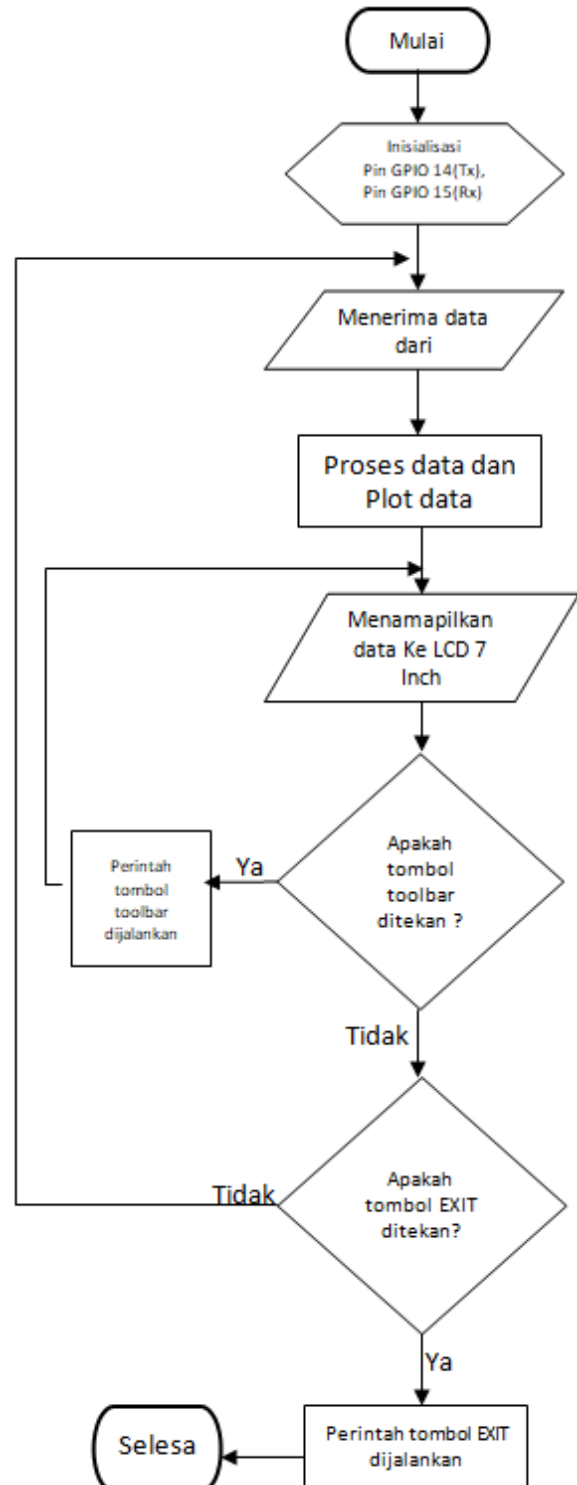 Mulai
Inisialisasi
Pin GPIO 14(Tx),
Pin GPIO 15(Rx)
Menerima data
dari
Proses data dan
Plot data
Menamapilkan
data Ke LCD 7
Inch
Apakah
tombol
toolbar
ditekan ?
Ya
Perintah
tombol
toolbar
dijalankan
Tidak
Apakah
tombol EXIT
ditekan?
Tidak
Ya
Perintah tombol EXIT
dijalankan
Selesa